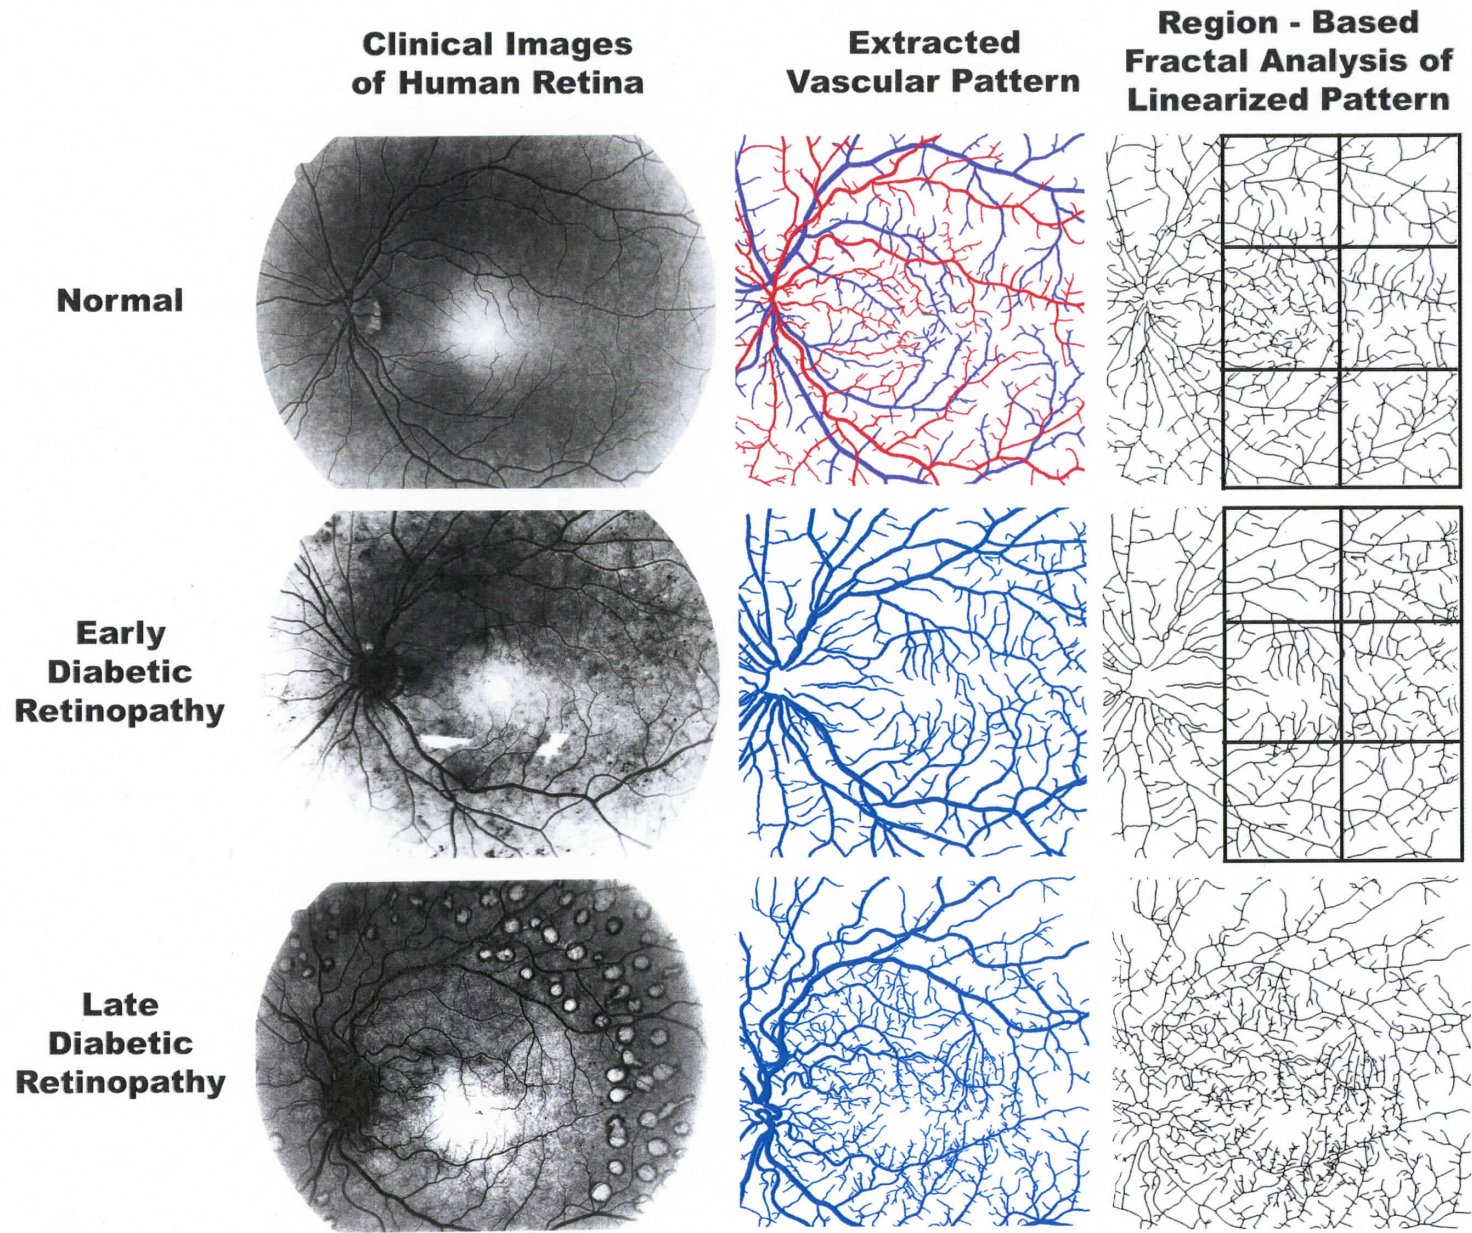 Clinical Images
of Human Retina
Extracted
Vascular Pattern
Region - Based
Fractal Analysis of
Linearized Pattern
Normal
Early
Diabetic
Retinopathy
Late
Diabetic
Retinopathy